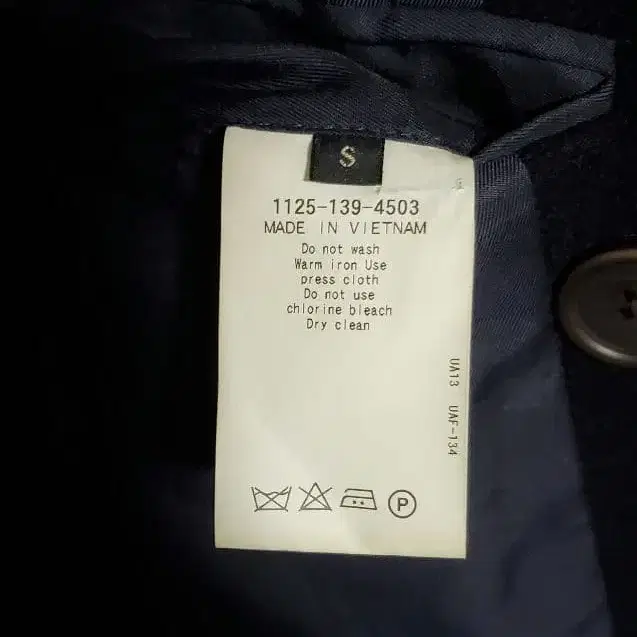 S
1125-139-4503
MADE IN VIETNAM
Do not wash
Warm iron Use
press cloth
Do not use
chlorine bleach
Dry clean
UA13 UAF-134
P